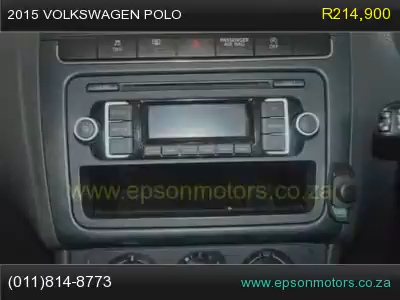 2015 VOLKSWAGEN POLO
R214,900
PASSENGER
AIR BAG
www.epsonmotors.co.za
(011)814-8773
www.epsonmotors.co.za